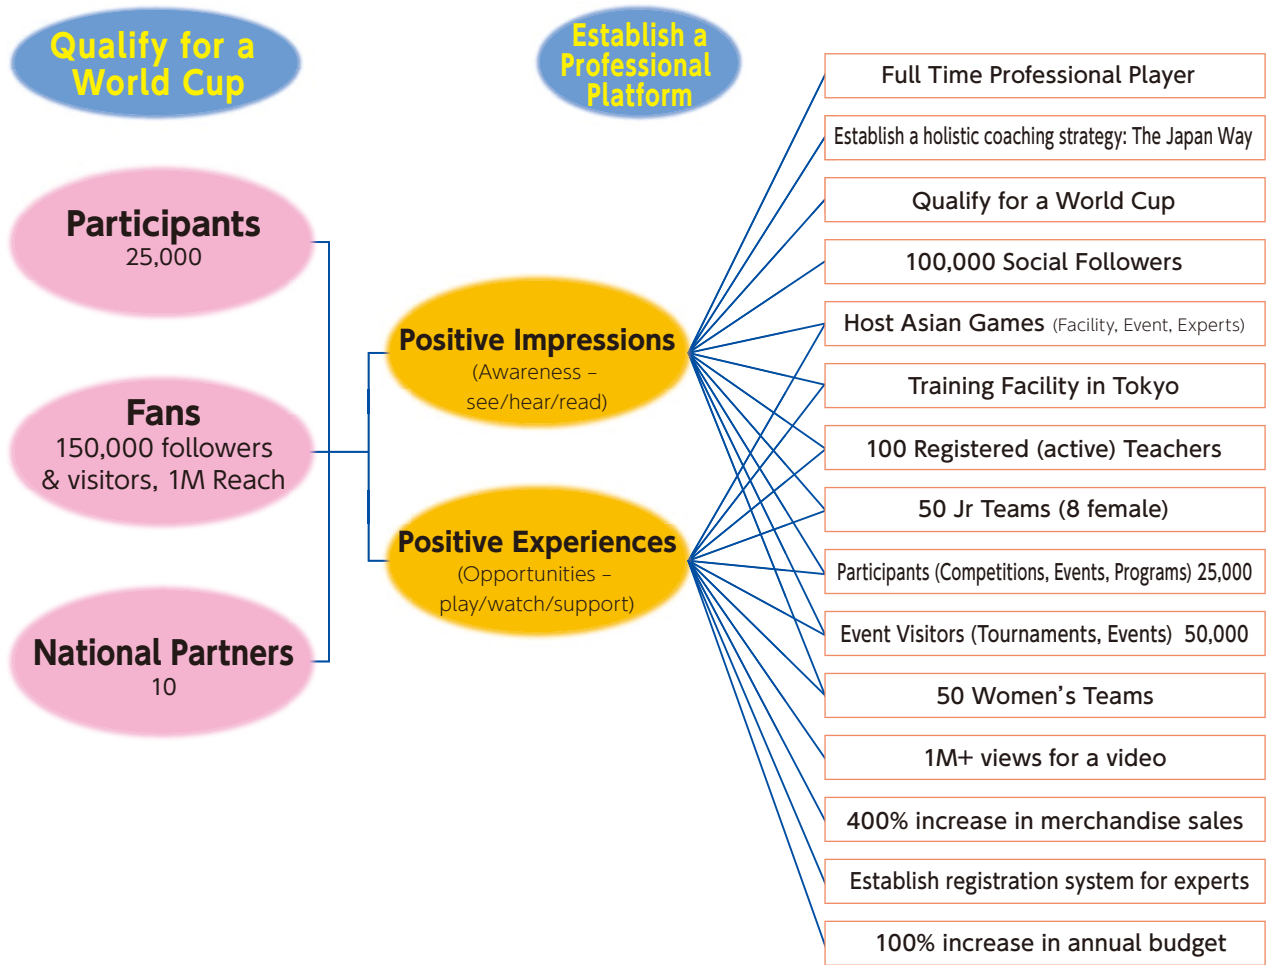 Qualify for a
World Cup
Establish a
Professional
Platform
Participants
25,000
Fans
150,000 followers
& visitors, 1M Reach
National Partners
10
Positive Impressions
(Awareness –
see/hear/read)
Positive Experiences
(Opportunities –
play/watch/support)
Full Time Professional Player
Establish a holistic coaching strategy: The Japan Way
Qualify for a World Cup
100,000 Social Followers
Host Asian Games (Facility, Event, Experts)
Training Facility in Tokyo
100 Registered (active) Teachers
50 Jr Teams (8 female)
Participants (Competitions, Events, Programs) 25,000
Event Visitors (Tournaments, Events) 50,000
50 Women’s Teams
1M+ views for a video
400% increase in merchandise sales
Establish registration system for experts
100% increase in annual budget